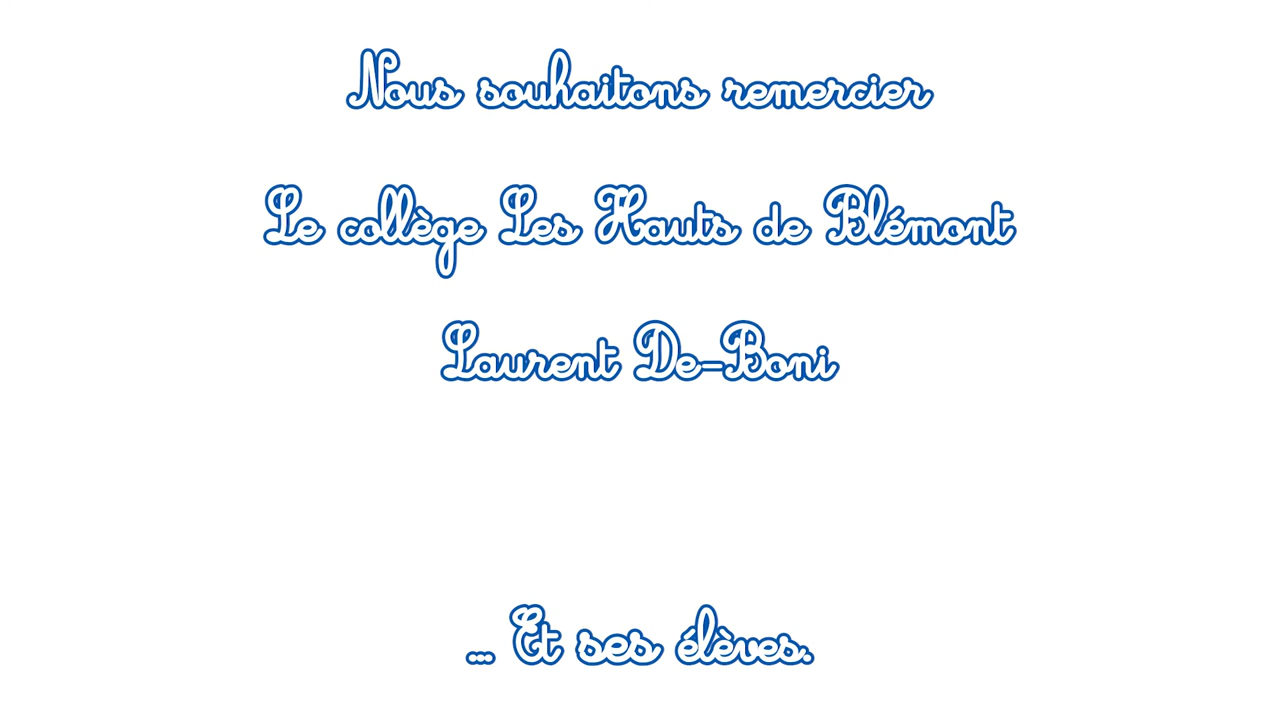 Nous souhaitons remercier
Le collège Les Hauts de Blémont
Laurent De-Boni
... Et ses élèves.